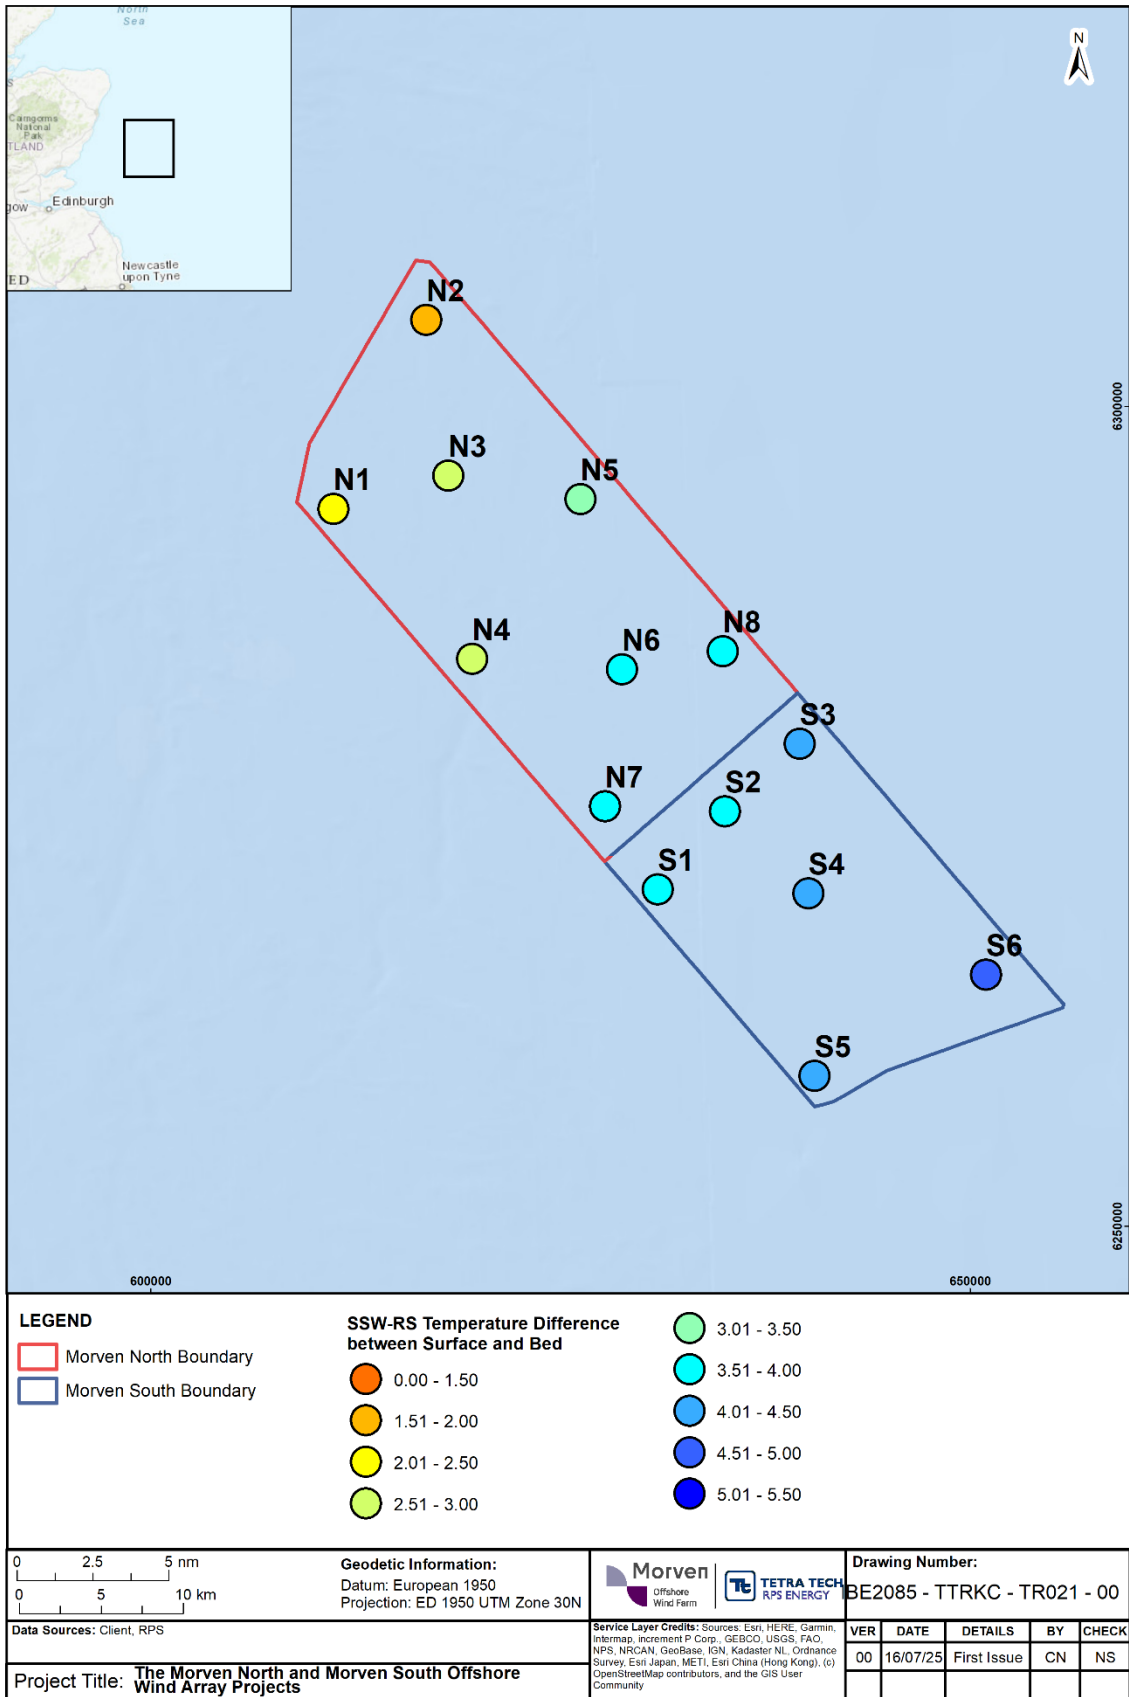 North
Sea
S
Cairngorms
National
Park
TLAND
Edinburgh
gow
Newcastle
upon Tyne
ED
N
N2
N3
N1
N5
N4
N6
N8
S3
N7
S2
S1
S4
S6
S5
6300000
6250000
600000
650000
LEGEND
Morven North Boundary
Morven South Boundary
SSW-RS Temperature Difference
between Surface and Bed
0.00 - 1.50
1.51 - 2.00
2.01 - 2.50
2.51 - 3.00
3.01 - 3.50
3.51 - 4.00
4.01 - 4.50
4.51 - 5.00
5.01 - 5.50
0 2.5 5 nm
0 5 10 km
Geodetic Information:
Datum: European 1950
Projection: ED 1950 UTM Zone 30N
Data Sources: Client, RPS
Project Title: The Morven North and Morven South Offshore
Wind Array Projects
Morven
Offshore
Wind Farm
TETRA TECH
RPS ENERGY
Service Layer Credits: Sources: Esri, HERE, Garmin,
Intermap, increment P Corp., GEBCO, USGS, FAO,
NPS, NRCAN, GeoBase, IGN, Kadaster NL, Ordnance
Survey, Esri Japan, METI, Esri China (Hong Kong), (c)
OpenStreetMap contributors, and the GIS User
Community
Drawing Number:
IBE2085 - TTRKC - TR021 - 00
VER DATE DETAILS BY CHECK
00 16/07/25 First Issue CN NS